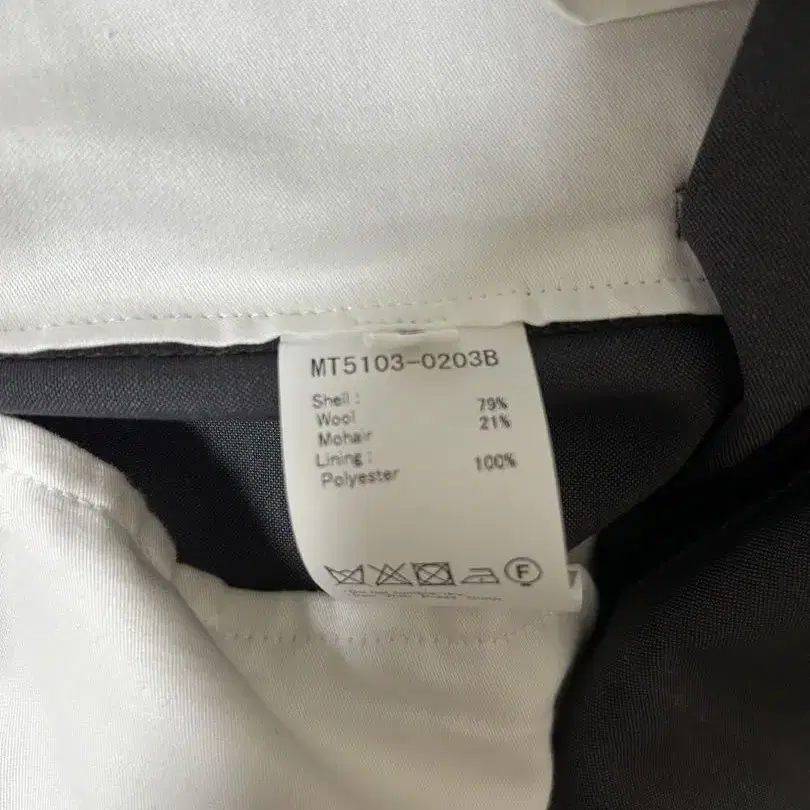 MT5103-0203B
Shell:
Wool 79%
Mohair 21%
Lining:
Polyester 100%
F